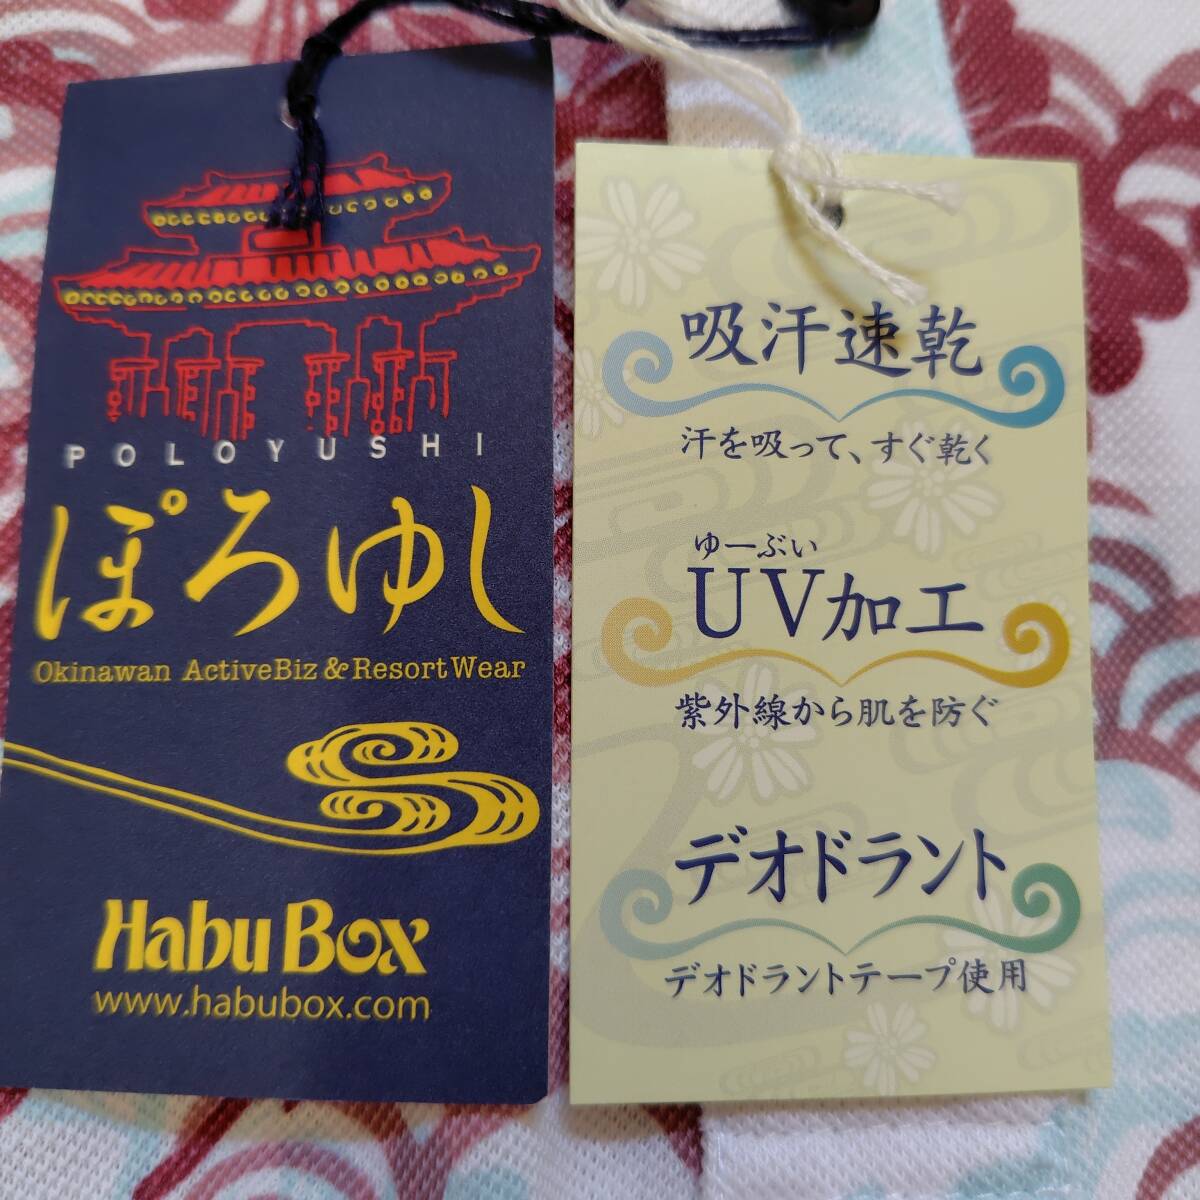 POLOYUSHI
ぽろゆし
Okinawan ActiveBiz & Resort Wear
Habu Box
www.habubox.com
吸汗速乾
汗を吸って、すぐ乾く
ゆーぶい
UV加工
紫外線から肌を防ぐ
デオドラント
デオドラントテープ使用